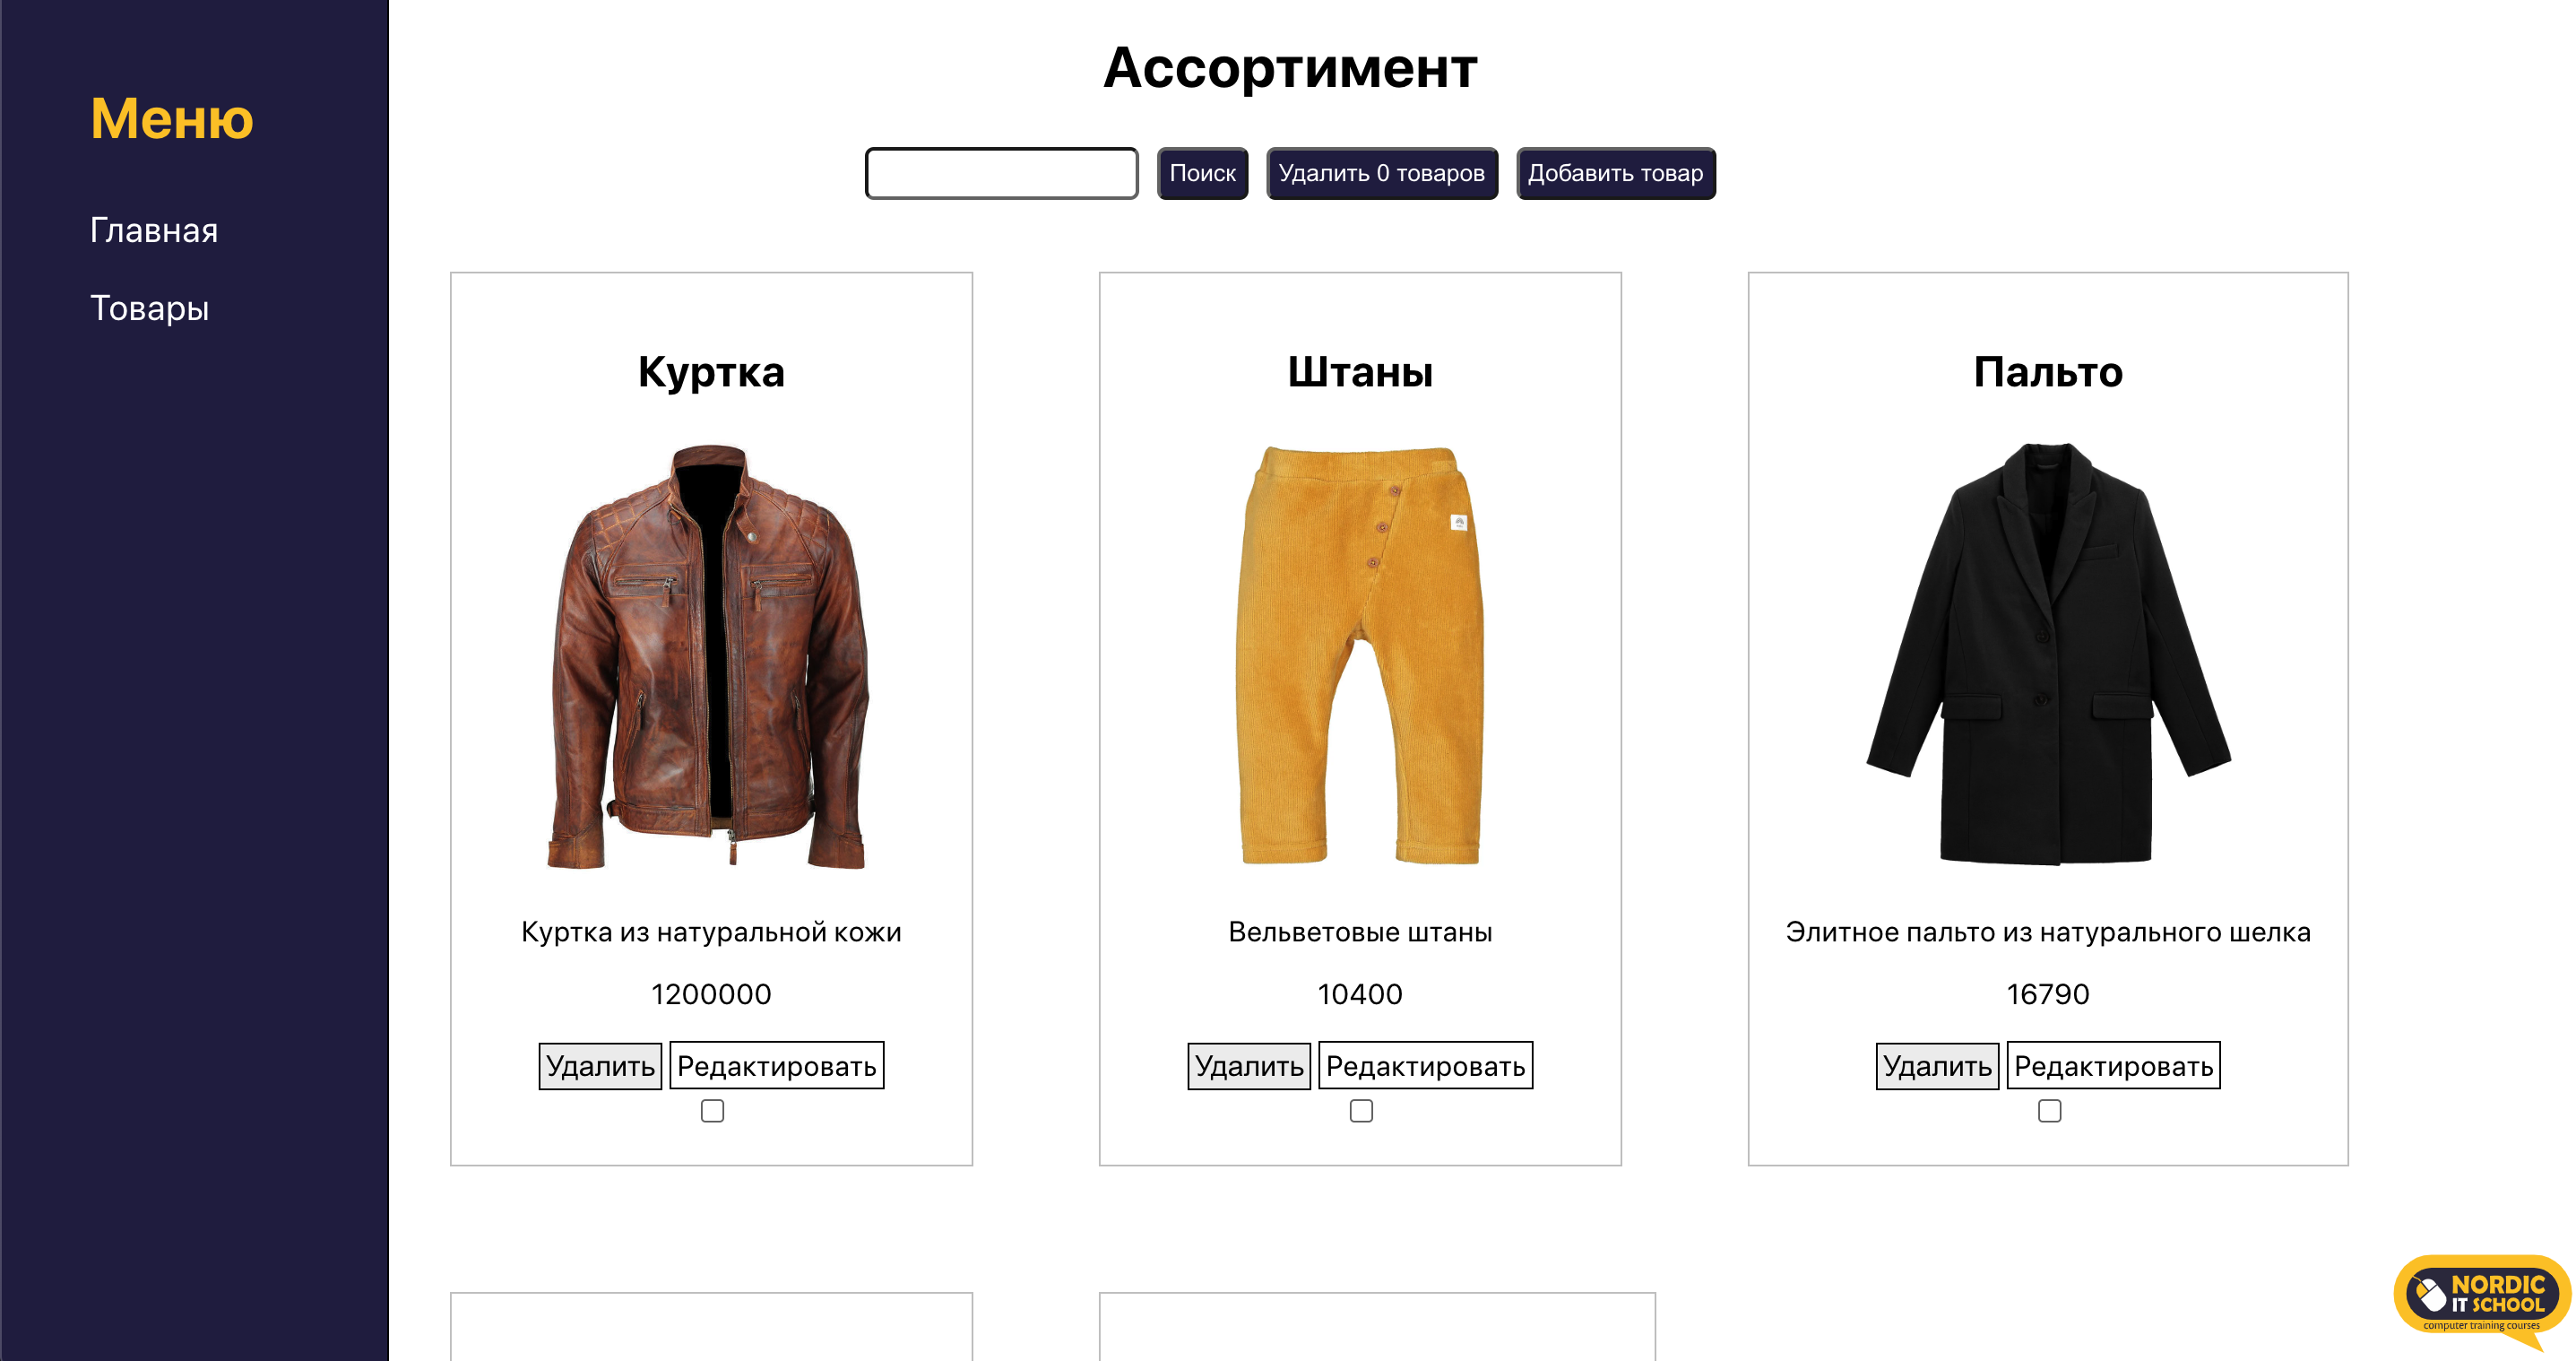 Меню
Главная
Товары
Ассортимент
Поиск
Удалить 0 товаров
Добавить товар
Куртка
Куртка из натуральной кожи
1200000
Удалить Редактировать
Штаны
Вельветовые штаны
10400
Удалить Редактировать
Пальто
Элитное пальто из натурального шелка
16790
Удалить Редактировать
NORDIC
IT SCHOOL
computer training courses